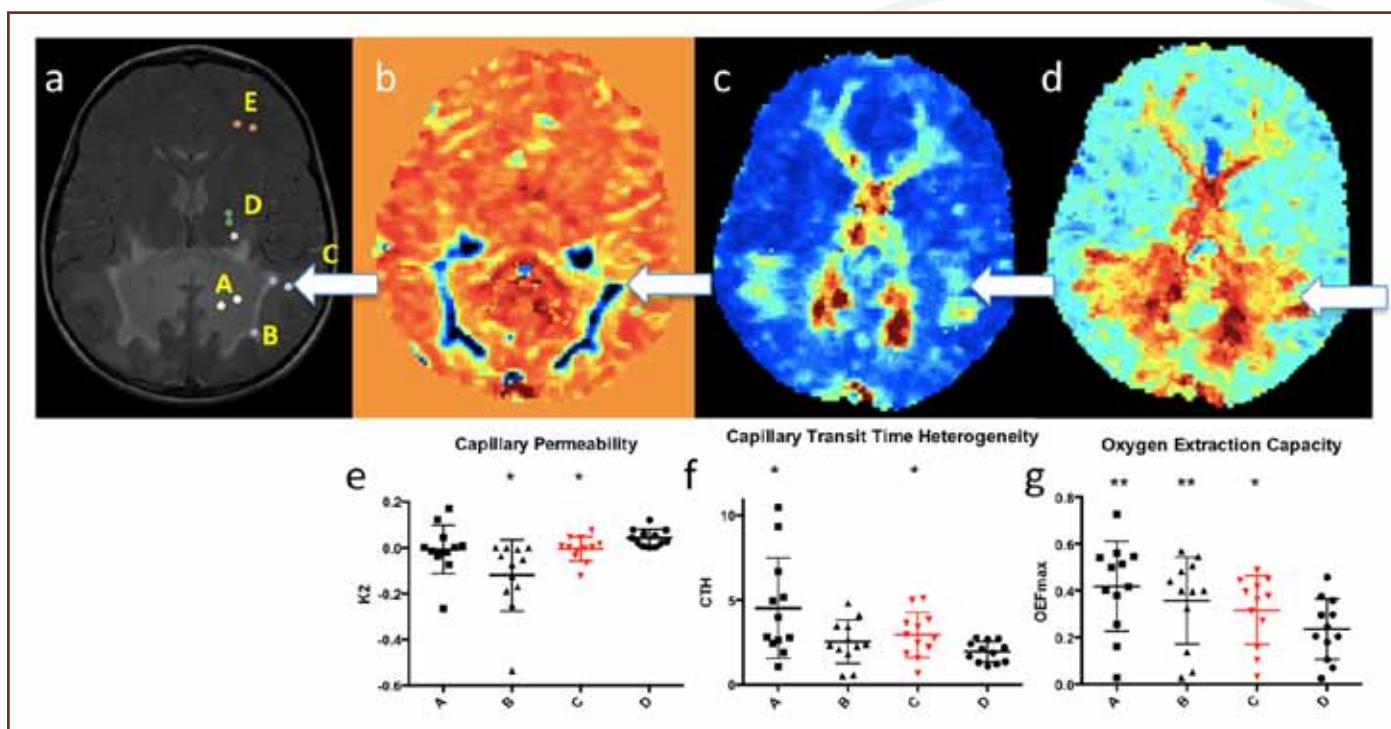 a
b
c
d
E
D
C
A
B
Capillary Permeability
Capillary Transit Time Heterogeneity
Oxygen Extraction Capacity
e
* *
f
* *
g
** ** *
K2
0.2
0.0
-0.2
-0.4
-0.6
A B C D
CTH
10
5
0
A B C D
OEFmax
0.8
0.6
0.4
0.2
0.0
A B C D